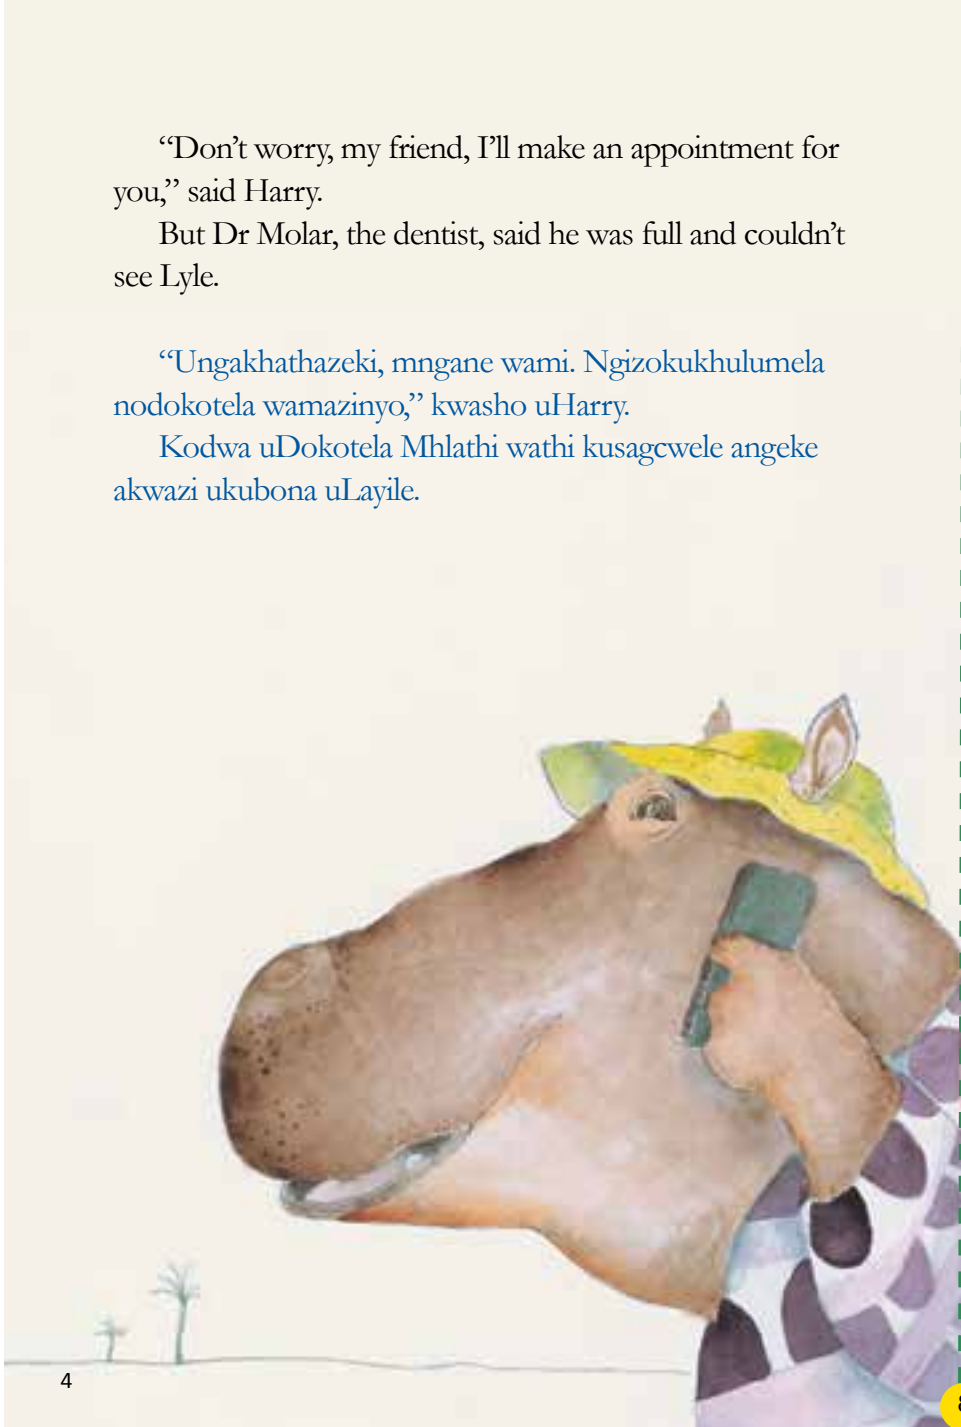 “Don’t worry, my friend, I’ll make an appointment for
you,” said Harry.
But Dr Molar, the dentist, said he was full and couldn’t
see Lyle.
“Ungakhathazeki, mngane wami. Ngizokukhulumela
nodokotela wamazinyo,” kwasho uHarry.
Kodwa uDokotela Mhlathi wathi kusagcwele angeke
akwazi ukubona uLayile.
4